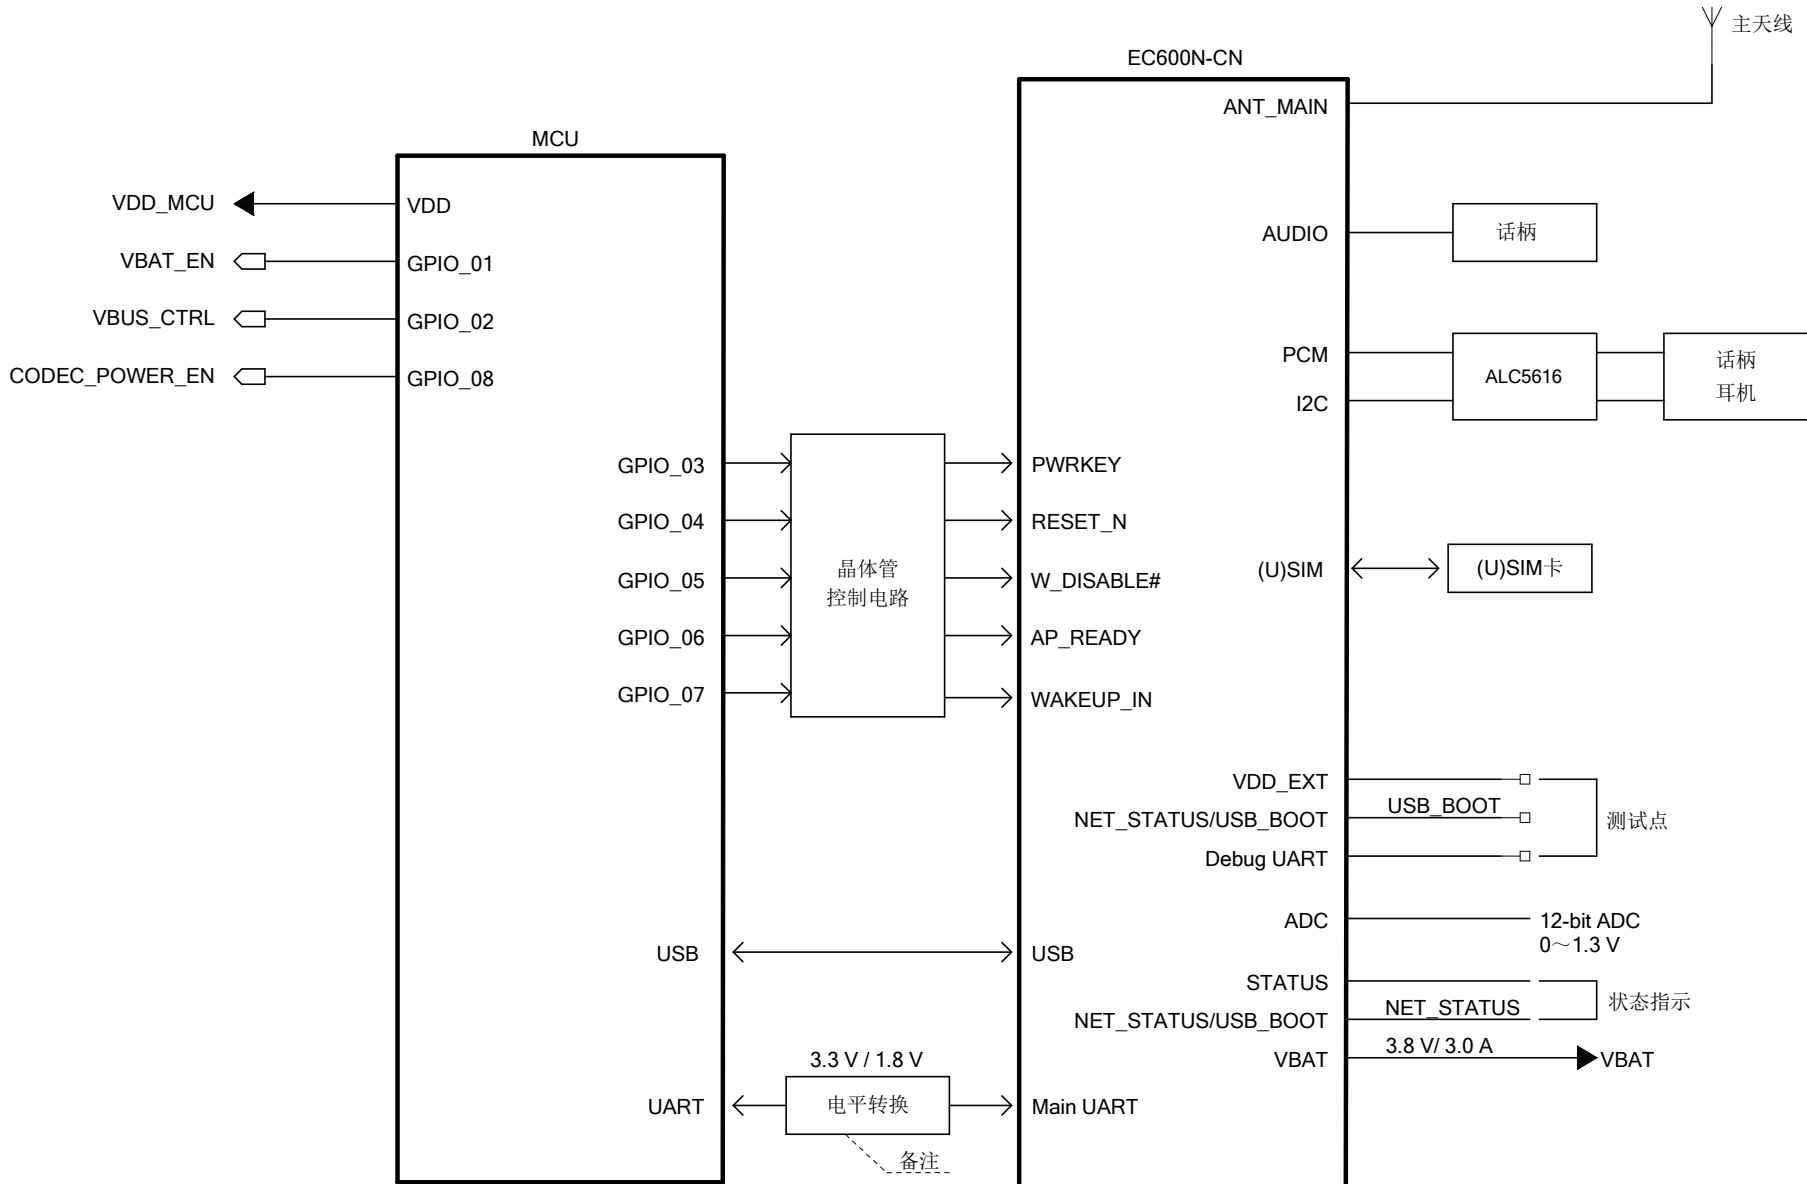 主天线
EC600N-CN
ANT_MAIN
MCU
VDD_MCU
VDD
VBAT_EN
GPIO_01
VBUS_CTRL
GPIO_02
CODEC_POWER_EN
GPIO_08
AUDIO
话柄
PCM
I2C
ALC5616
话柄
耳机
GPIO_03
GPIO_04
GPIO_05
GPIO_06
GPIO_07
晶体管
控制电路
PWRKEY
RESET_N
W_DISABLE#
AP_READY
WAKEUP_IN
(U)SIM
(U)SIM卡
VDD_EXT
NET_STATUS/USB_BOOT
USB_BOOT
Debug UART
测试点
ADC
12-bit ADC
0～1.3 V
USB
USB
STATUS
NET_STATUS/USB_BOOT
NET_STATUS
状态指示
VBAT
3.8 V/ 3.0 A
VBAT
3.3 V / 1.8 V
UART
电平转换
Main UART
备注